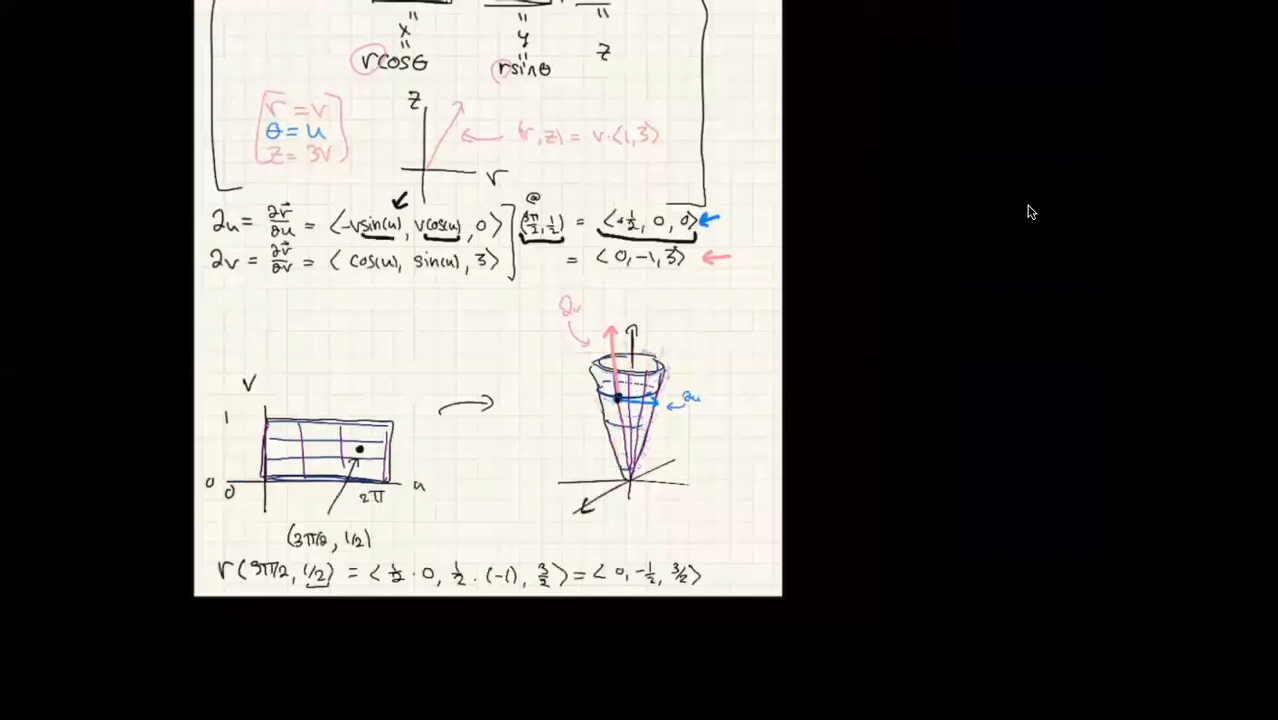 " " "
x y z
" "
rcosθ rsinθ
r = v
θ = u
z = 3v
z
(r,z) = v·⟨1,3⟩
r
@
∂u = ∂r⃗/∂u = ⟨-vsin(u), vcos(u), 0⟩ ] (3π/2, 1/2) = ⟨+1/2, 0, 0⟩
∂v = ∂r⃗/∂v = ⟨ cos(u), sin(u), 3⟩ = ⟨ 0, -1, 3⟩
∂v
v
∂u
1
0 0 2π u
(3π/2, 1/2)
r(3π/2, 1/2) = ⟨ 1/2 · 0, 1/2 · (-1), 3/2 ⟩ = ⟨ 0, -1/2, 3/2 ⟩